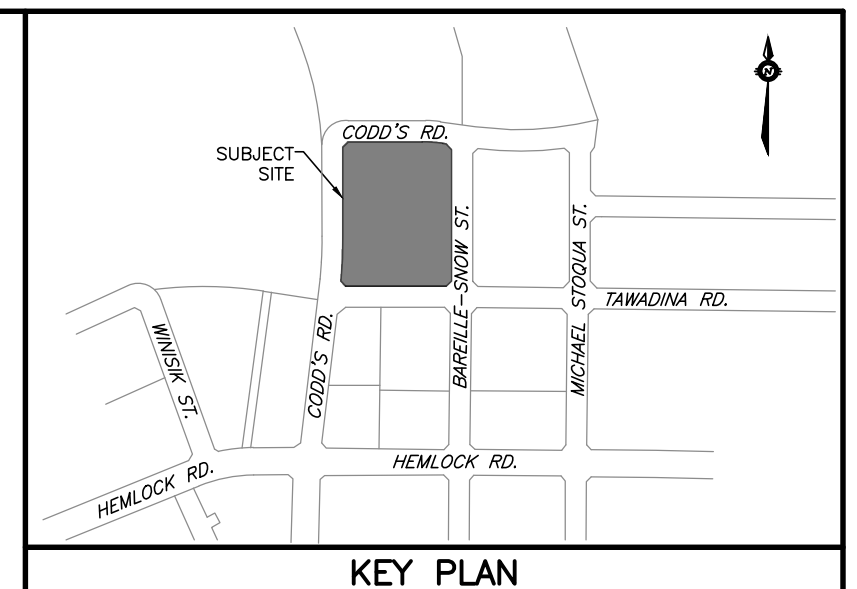 CODD'S RD.
N
SUBJECT
SITE
BAREILLE-SNOW ST.
MICHAEL STOQUA ST.
TAWADINA RD.
WINISIK ST.
CODD'S RD.
HEMLOCK RD.
HEMLOCK RD.
KEY PLAN